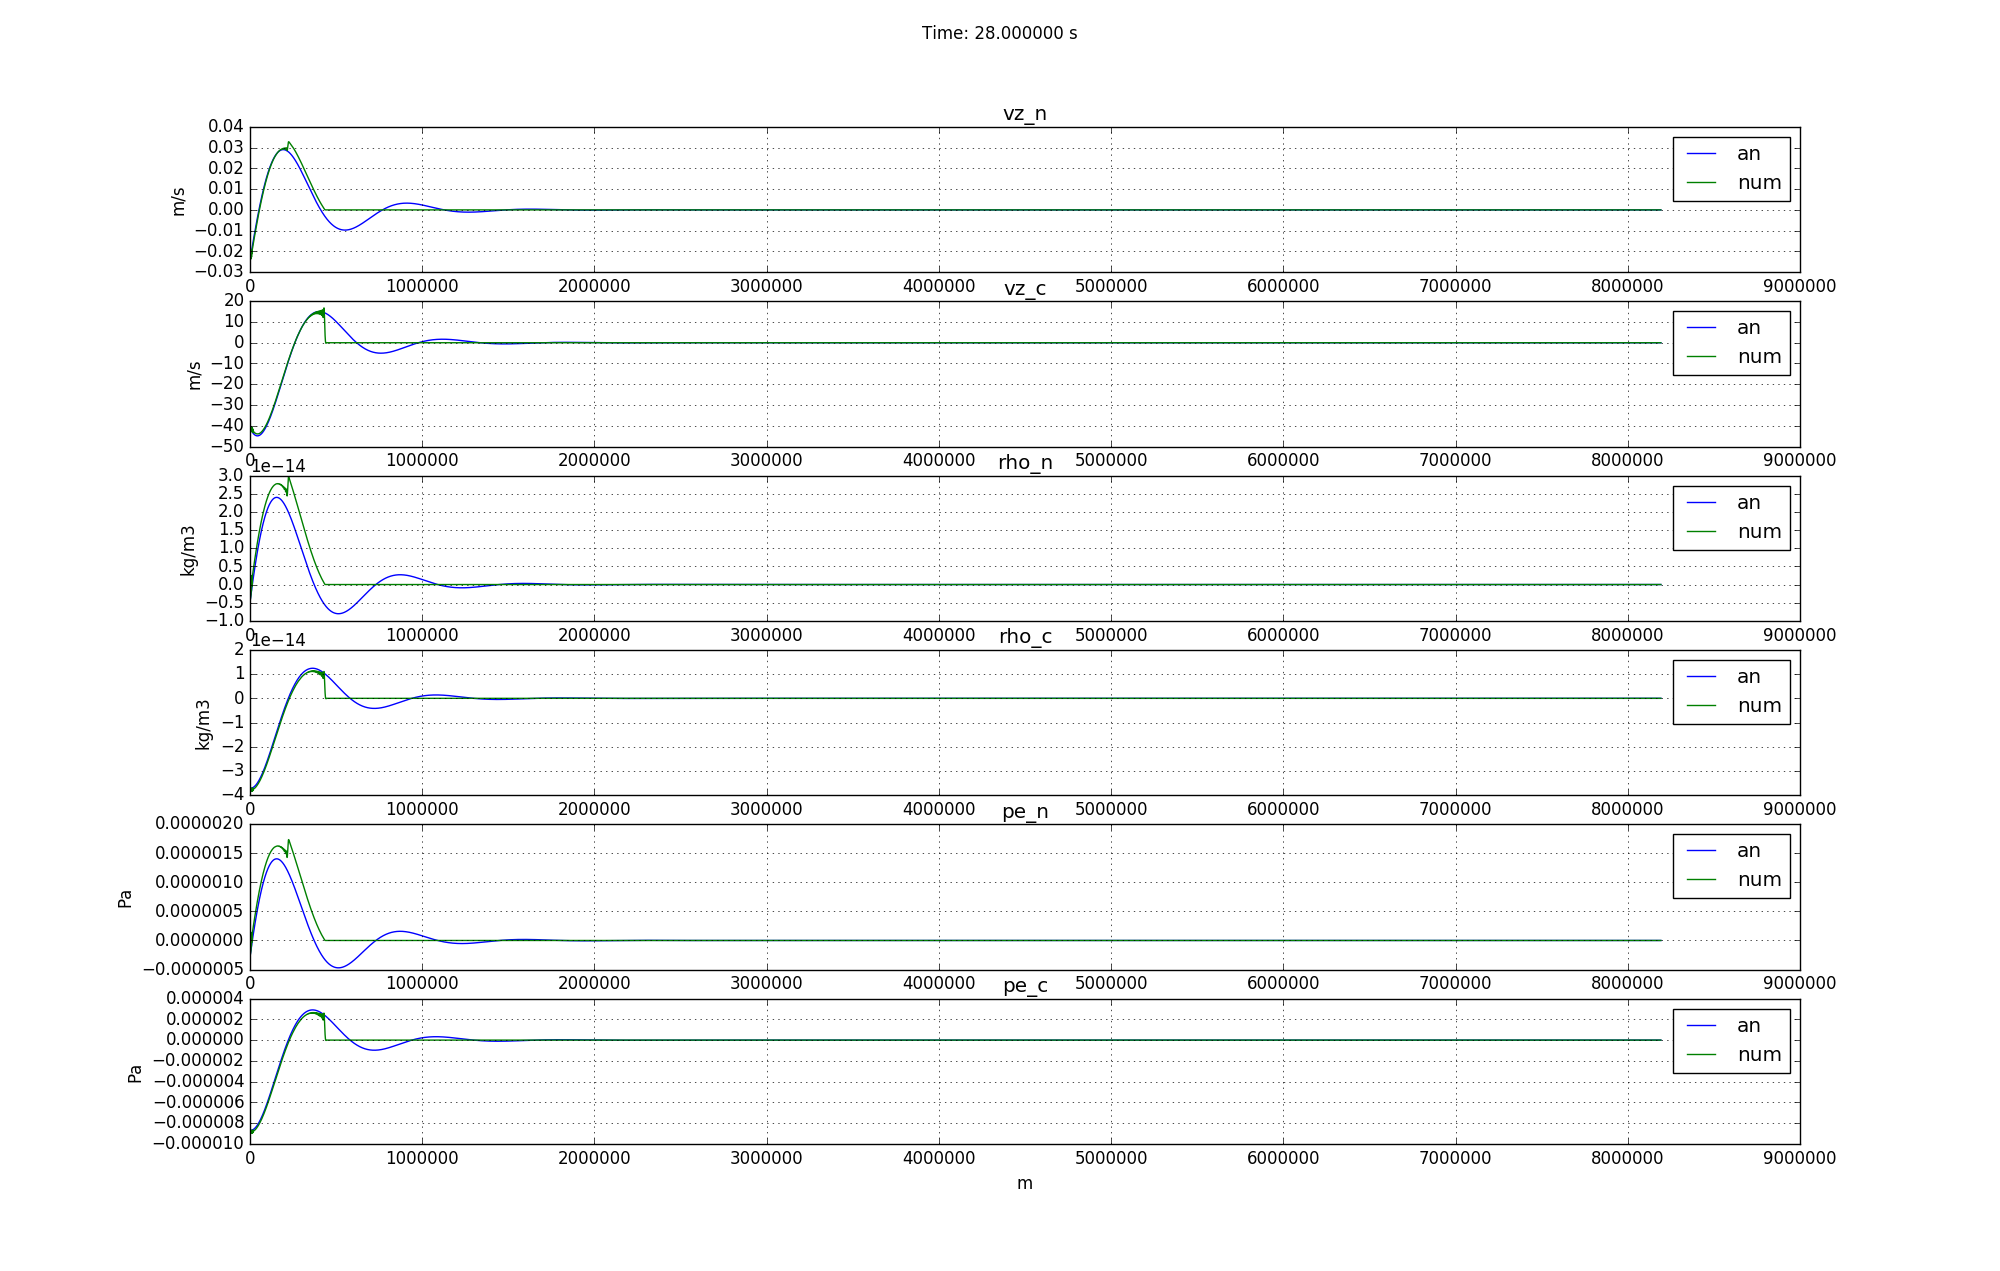 Time: 28.000000 s
vz_n
0.04
0.03
0.02
0.01
0.00
−0.01
−0.02
−0.03
m/s
an
num
0 1000000 2000000 3000000 4000000 5000000 6000000 7000000 8000000 9000000
vz_c
20
10
0
−10
−20
−30
−40
−50
m/s
an
num
0 1000000 2000000 3000000 4000000 5000000 6000000 7000000 8000000 9000000
1e−14
rho_n
3.0
2.5
2.0
1.5
1.0
0.5
0.0
−0.5
−1.0
kg/m3
an
num
0 1000000 2000000 3000000 4000000 5000000 6000000 7000000 8000000 9000000
1e−14
rho_c
2
1
0
−1
−2
−3
−4
kg/m3
an
num
0 1000000 2000000 3000000 4000000 5000000 6000000 7000000 8000000 9000000
pe_n
0.0000020
0.0000015
0.0000010
0.0000005
0.0000000
−0.0000005
Pa
an
num
0 1000000 2000000 3000000 4000000 5000000 6000000 7000000 8000000 9000000
pe_c
0.000004
0.000002
0.000000
−0.000002
−0.000004
−0.000006
−0.000008
−0.000010
Pa
an
num
0 1000000 2000000 3000000 4000000 5000000 6000000 7000000 8000000 9000000
m